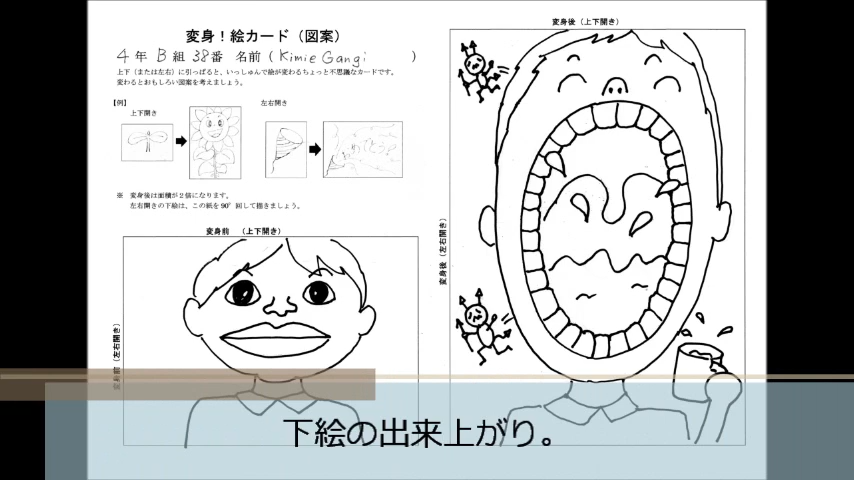 変身！絵カード（図案）
4年 B組 38番 名前（Kimie Gangi ）
上下（または左右）に引っぱると、いっしゅんで絵が変わるちょっと不思議なカードです。
変わるとおもしろい図案を考えましょう。
【例】
上下開き
左右開き
おめでとう
※ 変身後は面積が２倍になります。
左右開きの下絵は、この紙を90°回して描きましょう。
変身前 （上下開き）
変身前（左右開き）
変身後（上下開き）
変身後（左右開き）
下絵の出来上がり。